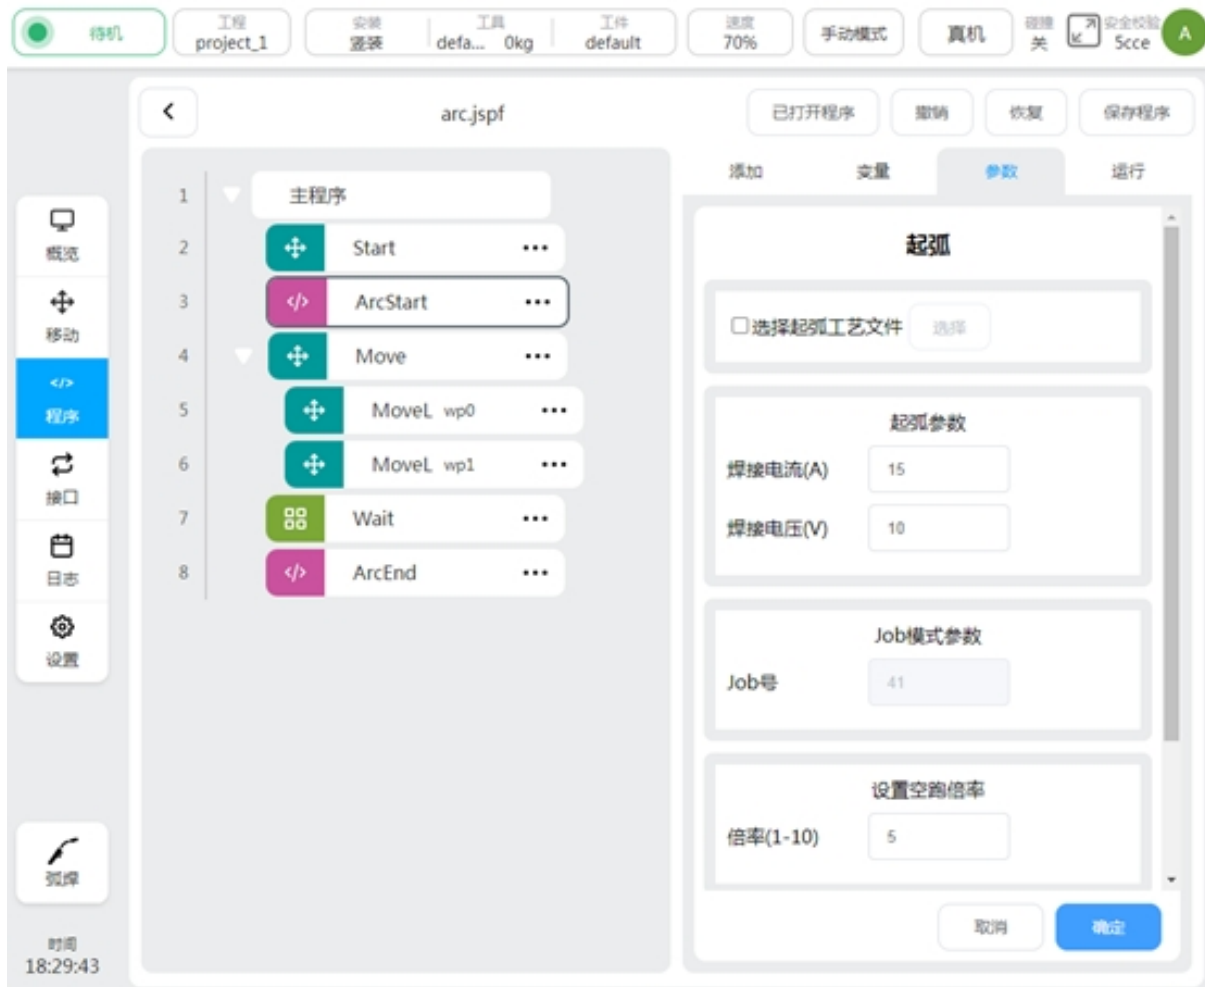 待机
工程
project_1
安装
竖装
工具
defa... 0kg
工件
default
速度
70%
手动模式
真机
碰撞
关
安全校验
5cce
A
arc.jspf
已打开程序
撤销
恢复
保存程序
概览
移动
</>
程序
接口
日志
设置
弧焊
时间
18:29:43
1 主程序
2 Start ...
3 </> ArcStart ...
4 Move ...
5 MoveL wp0 ...
6 MoveL wp1 ...
7 Wait ...
8 </> ArcEnd ...
添加 变量 参数 运行
起弧
选择起弧工艺文件 选择
起弧参数
焊接电流(A) 15
焊接电压(V) 10
Job模式参数
Job号 41
设置空跑倍率
倍率(1-10) 5
取消 确定